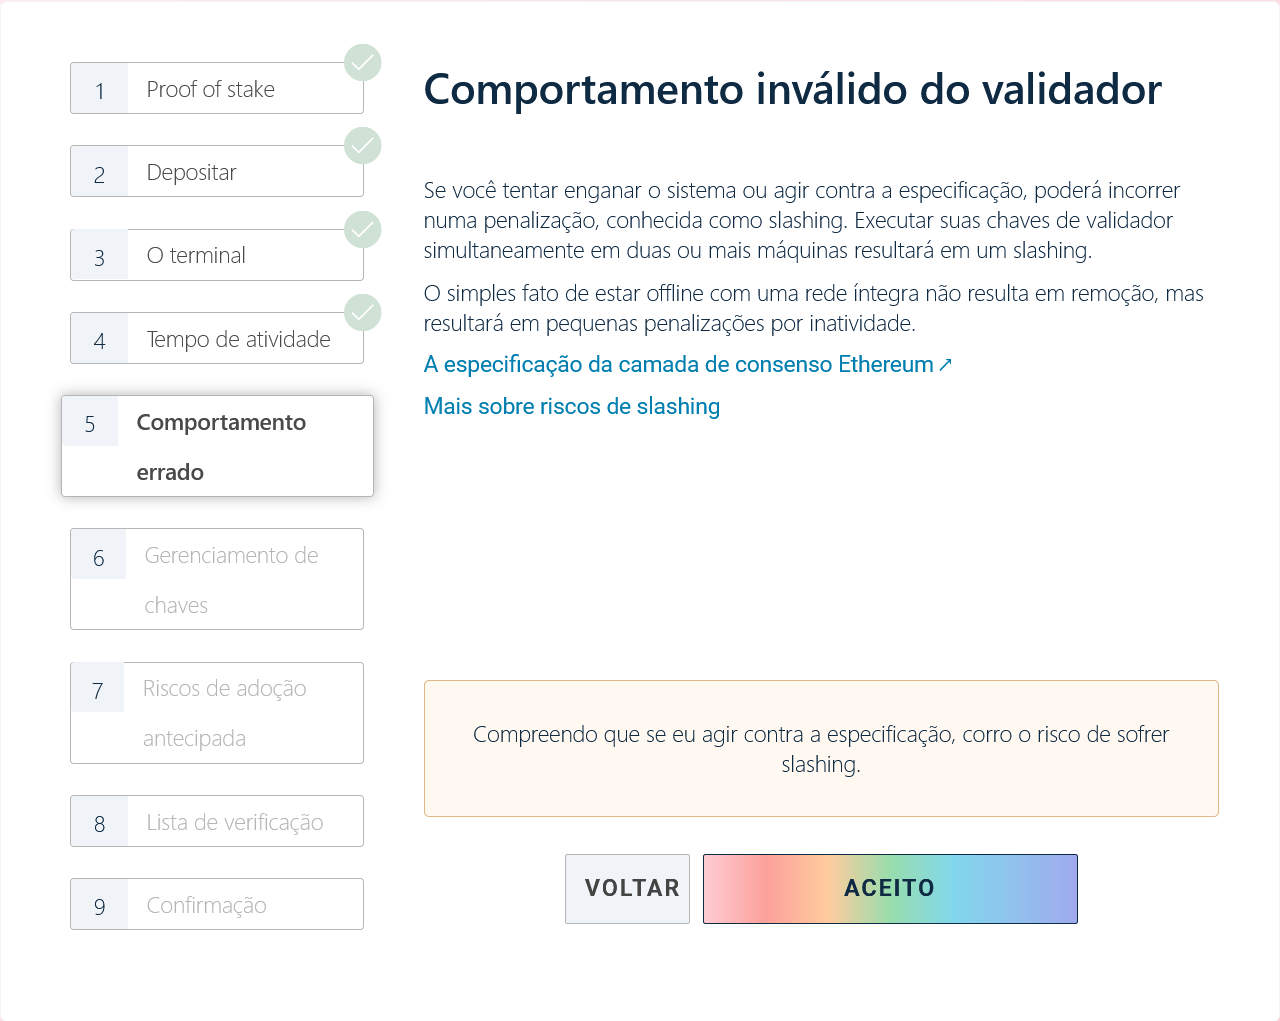 1
Proof of stake
2
Depositar
3
O terminal
4
Tempo de atividade
5
Comportamento
errado
6
Gerenciamento de
chaves
7
Riscos de adoção
antecipada
8
Lista de verificação
9
Confirmação
Comportamento inválido do validador
Se você tentar enganar o sistema ou agir contra a especificação, poderá incorrer
numa penalização, conhecida como slashing. Executar suas chaves de validador
simultaneamente em duas ou mais máquinas resultará em um slashing.
O simples fato de estar offline com uma rede íntegra não resulta em remoção, mas
resultará em pequenas penalizações por inatividade.
A especificação da camada de consenso Ethereum↗
Mais sobre riscos de slashing
Compreendo que se eu agir contra a especificação, corro o risco de sofrer
slashing.
VOLTAR
ACEITO